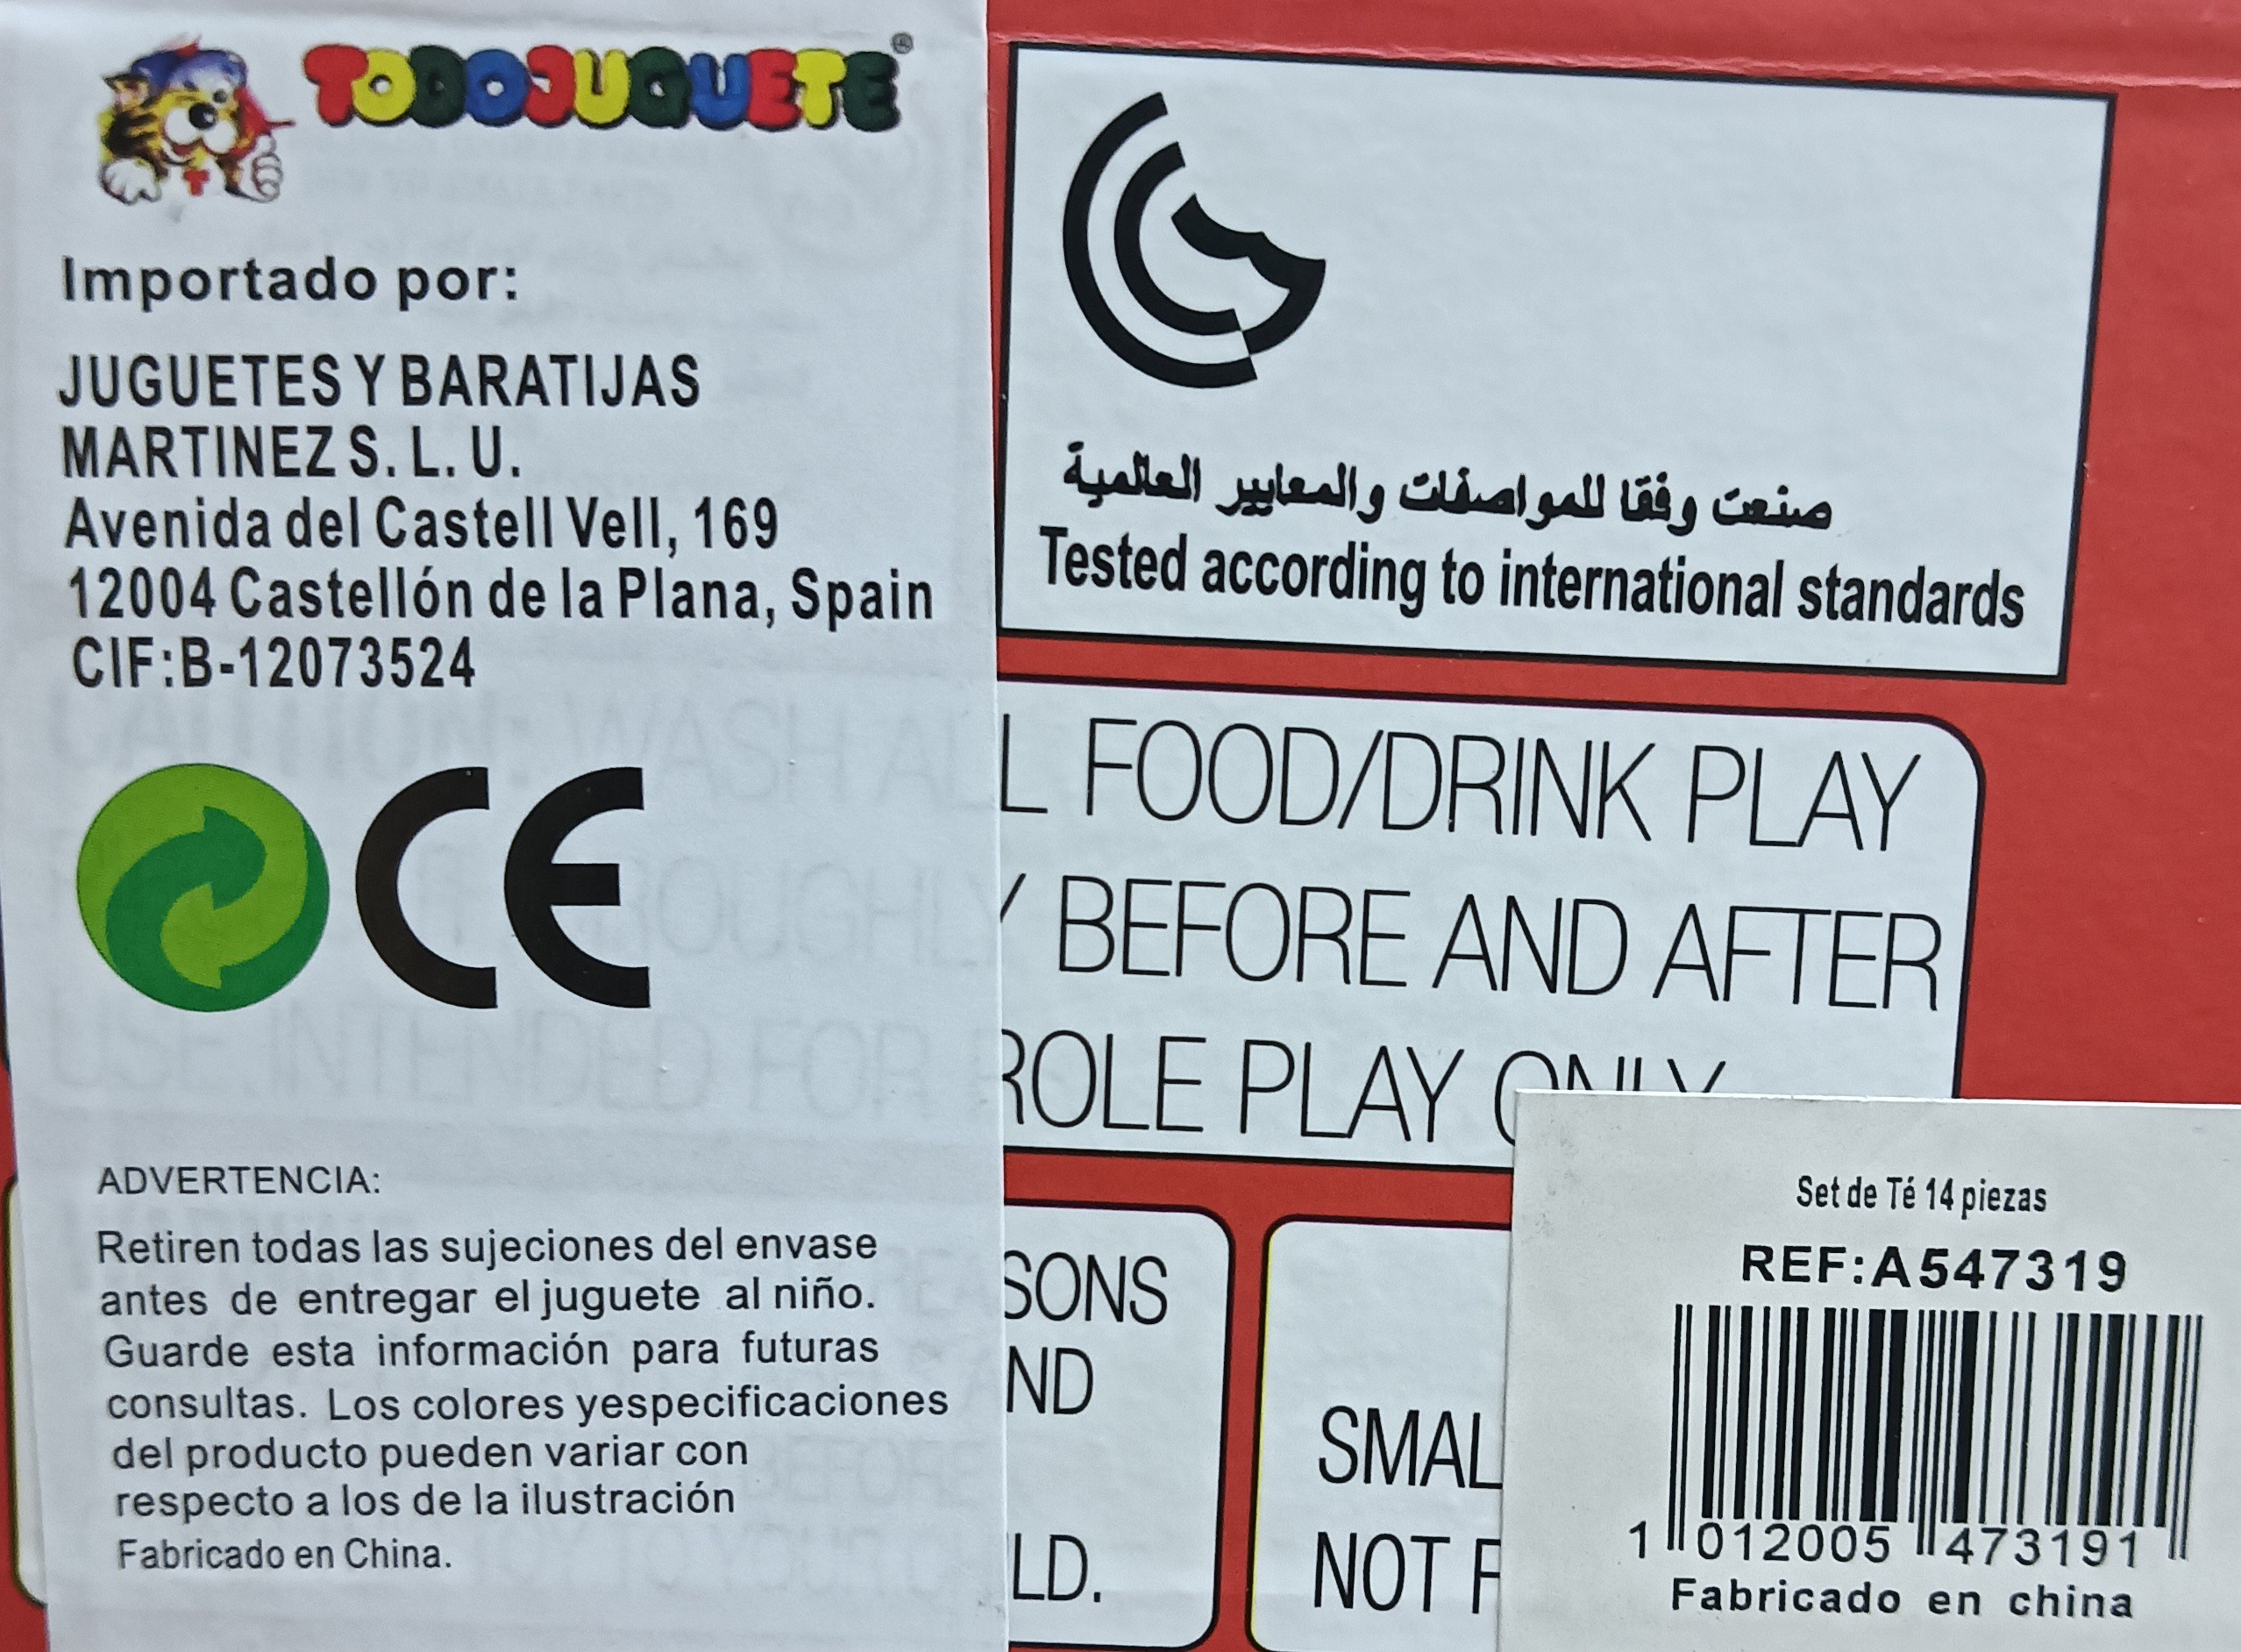 TODOJUGUETE®
Importado por:
JUGUETES Y BARATIJAS
MARTINEZ S. L. U.
Avenida del Castell Vell, 169
12004 Castellón de la Plana, Spain
CIF:B-12073524
CE
ADVERTENCIA:
Retiren todas las sujeciones del envase
antes de entregar el juguete al niño.
Guarde esta información para futuras
consultas. Los colores yespecificaciones
del producto pueden variar con
respecto a los de la ilustración
Fabricado en China.
صنعت وفقا للمواصفات والمعايير العالمية
Tested according to international standards
L FOOD/DRINK PLAY
BEFORE AND AFTER
ROLE PLAY ONLY
SONS
ND
LD.
SMAL
NOT F
Set de Té 14 piezas
REF:A547319
1 012005 473191
Fabricado en china